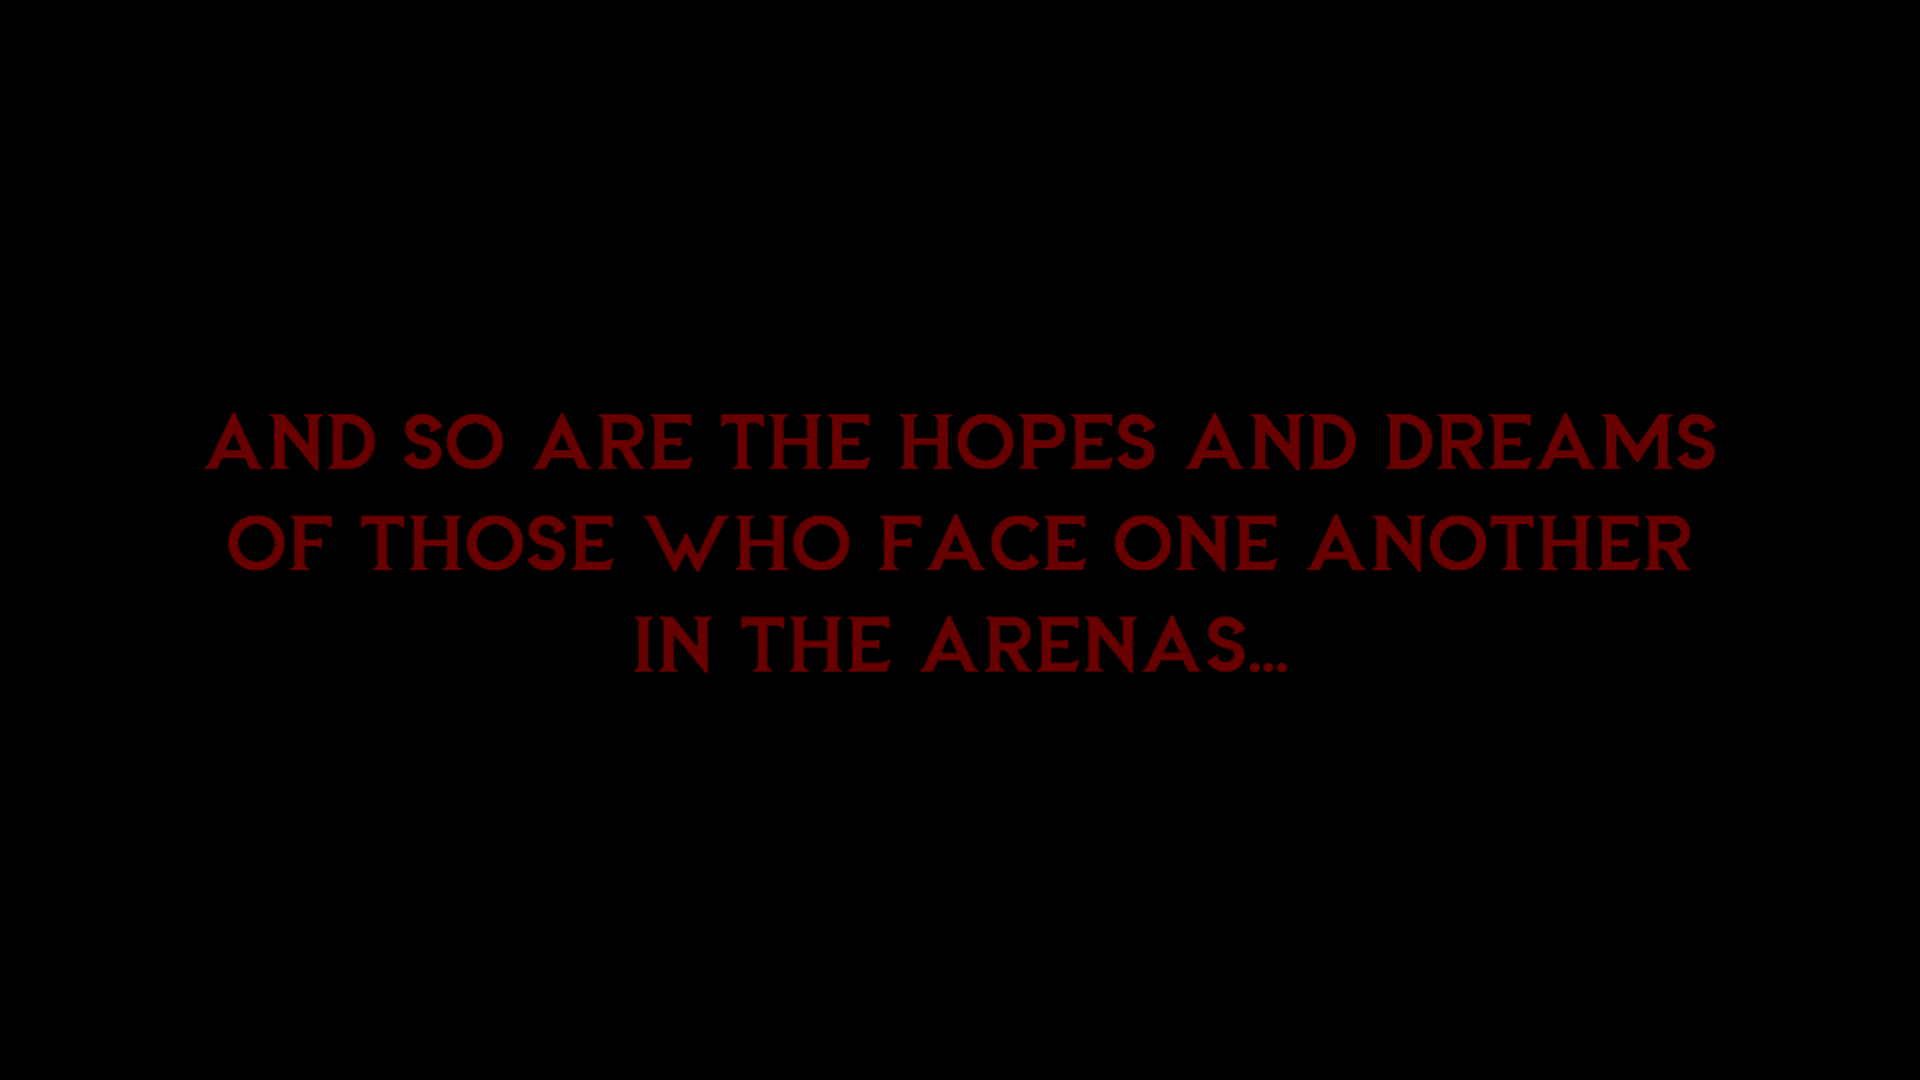 AND SO ARE THE HOPES AND DREAMS
OF THOSE WHO FACE ONE ANOTHER
IN THE ARENAS...